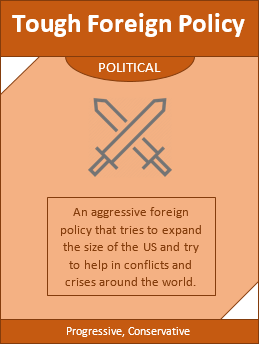 Tough Foreign Policy
POLITICAL
An aggressive foreign
policy that tries to expand
the size of the US and try
to help in conflicts and
crises around the world.
Progressive, Conservative